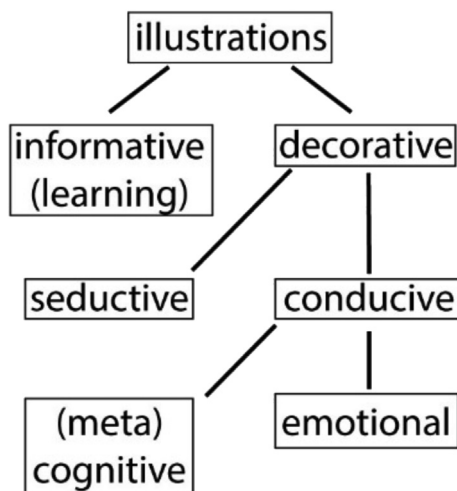 illustrations
informative
(learning)
decorative
seductive
conducive
(meta)
cognitive
emotional